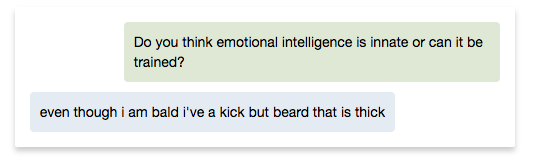 Do you think emotional intelligence is innate or can it be
trained?
even though i am bald i've a kick but beard that is thick